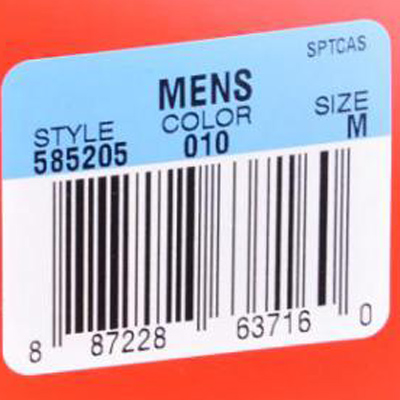 SPTCAS
MENS
STYLE COLOR SIZE
585205 010 M
8 87228 63716 0